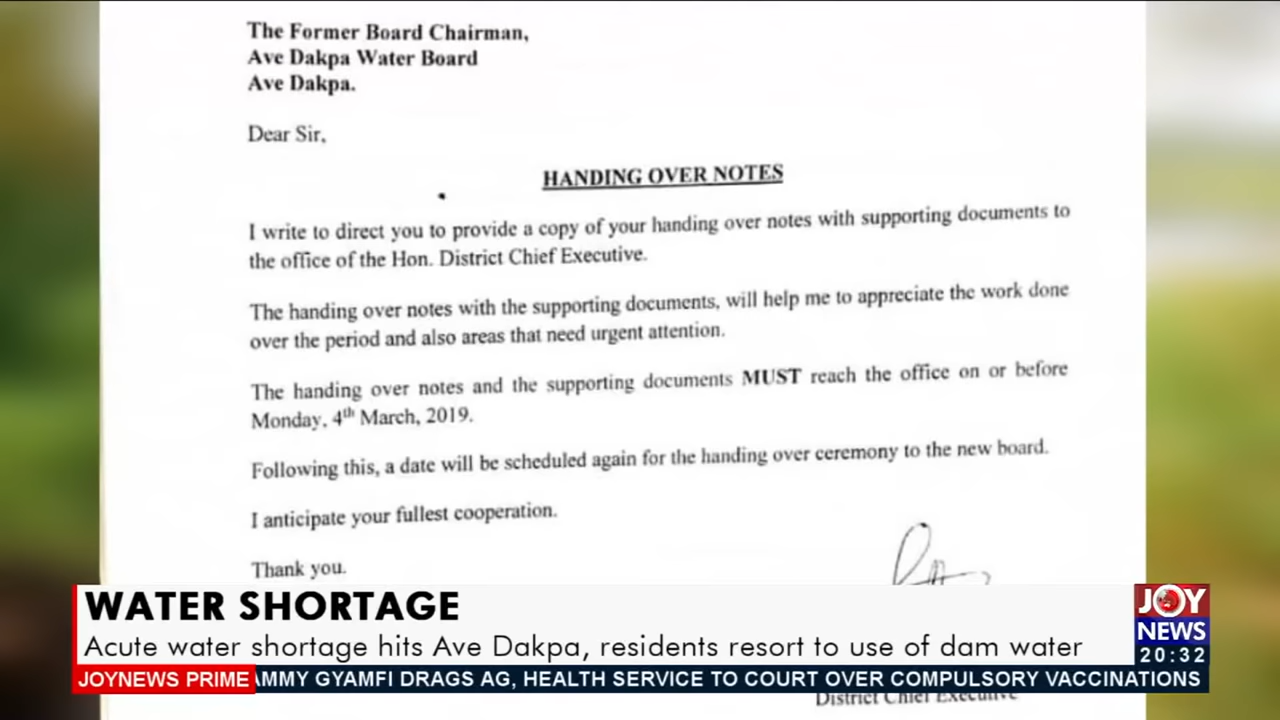 The Former Board Chairman,
Ave Dakpa Water Board
Ave Dakpa.
Dear Sir,
HANDING OVER NOTES
I write to direct you to provide a copy of your handing over notes with supporting documents to
the office of the Hon. District Chief Executive.
The handing over notes with the supporting documents, will help me to appreciate the work done
over the period and also areas that need urgent attention.
The handing over notes and the supporting documents MUST reach the office on or before
Monday, 4th March, 2019.
Following this, a date will be scheduled again for the handing over ceremony to the new board.
I anticipate your fullest cooperation.
Thank you.
WATER SHORTAGE
Acute water shortage hits Ave Dakpa, residents resort to use of dam water
JOY
NEWS
20:32
JOYNEWS PRIME
AMMY GYAMFI DRAGS AG, HEALTH SERVICE TO COURT OVER COMPULSORY VACCINATIONS
District Chief Executive